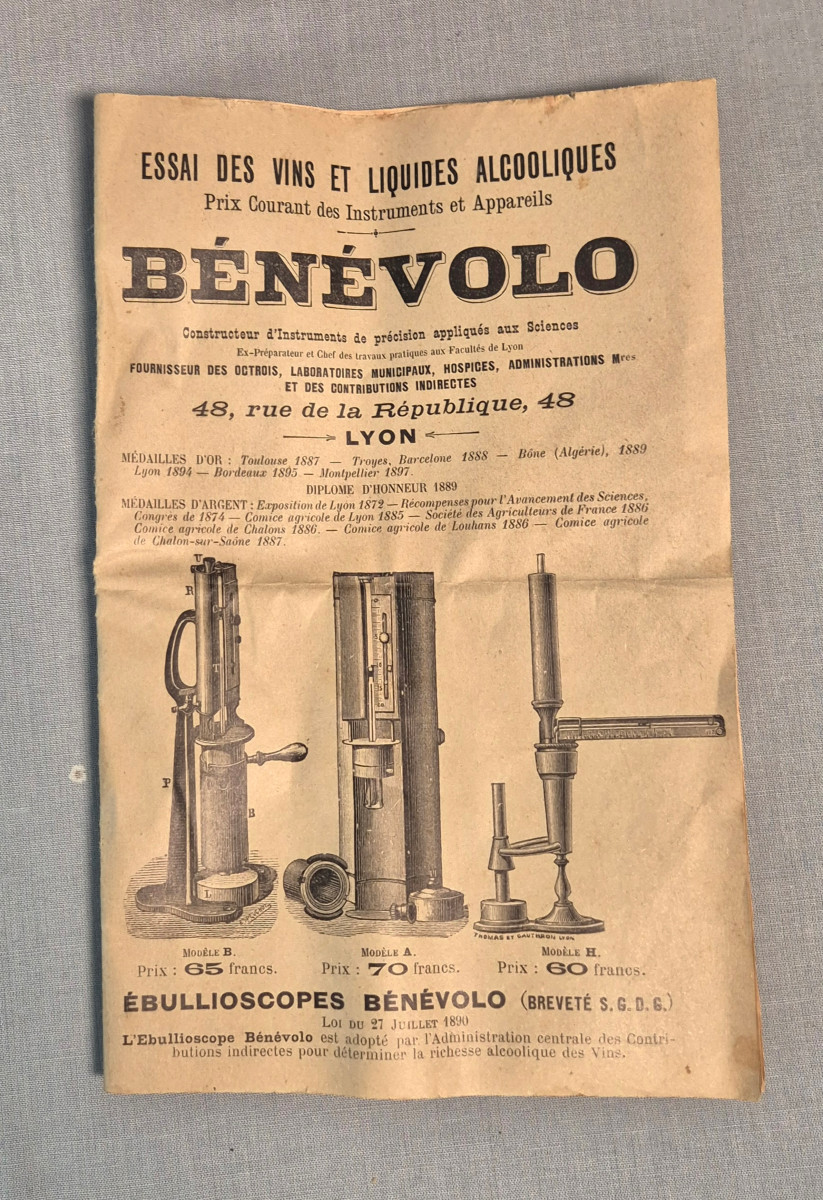 ESSAI DES VINS ET LIQUIDES ALCOOLIQUES
Prix Courant des Instruments et Appareils
BÉNÉVOLO
Constructeur d'Instruments de précision appliqués aux Sciences
Ex-Préparateur et Chef des travaux pratiques aux Facultés de Lyon
FOURNISSEUR DES OCTROIS, LABORATOIRES MUNICIPAUX, HOSPICES, ADMINISTRATIONS Mres
ET DES CONTRIBUTIONS INDIRECTES
48, rue de la République, 48
LYON
MÉDAILLES D'OR : Toulouse 1887 — Troyes, Barcelone 1888 — Bône (Algérie), 1889
Lyon 1894 — Bordeaux 1895 — Montpellier 1897.
DIPLOME D'HONNEUR 1889
MÉDAILLES D'ARGENT : Exposition de Lyon 1872 — Récompenses pour l'Avancement des Sciences,
Congrès de 1874 — Comice agricole de Lyon 1885 — Société des Agriculteurs de France 1886
Comice agricole de Chalons 1886. — Comice agricole de Louhans 1886 — Comice agricole
de Chalon-sur-Saône 1887.
R
T
P
B
L
THOMAS ET GAUTHERON LYON
MODÈLE B. MODÈLE A. MODÈLE H.
Prix : 65 francs. Prix : 70 francs. Prix : 60 francs.
ÉBULLIOSCOPES BÉNÉVOLO (BREVETÉ S. G. D. G.)
LOI DU 27 JUILLET 1890
L'Ebullioscope Bénévolo est adopté par l'Administration centrale des Contri-
butions indirectes pour déterminer la richesse alcoolique des Vins.